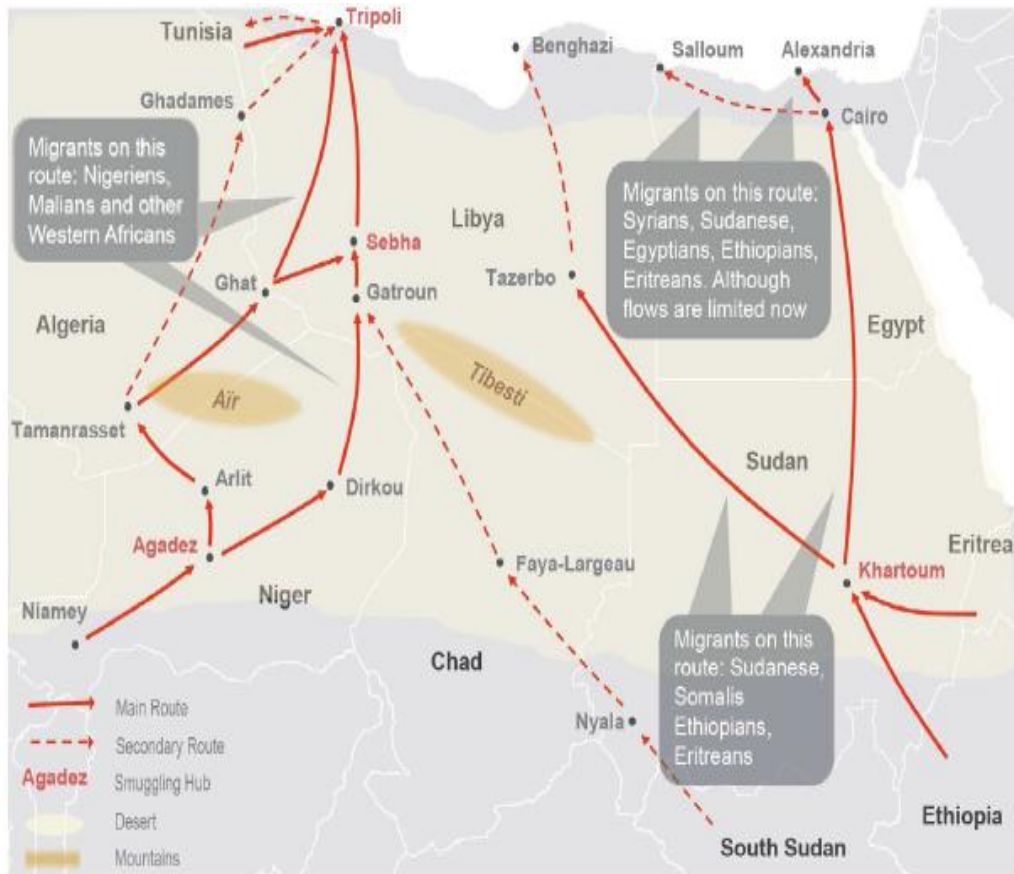 Tripoli
Tunisia
Benghazi
Salloum
Alexandria
Ghadames
Cairo
Migrants on this
route: Nigeriens,
Malians and other
Western Africans
Migrants on this route:
Syrians, Sudanese,
Egyptians, Ethiopians,
Eritreans. Although
flows are limited now
Libya
Sebha
Ghat
Gatroun
Tazerbo
Algeria
Egypt
Aïr
Tibesti
Tamanrasset
Sudan
Arlit
Dirkou
Agadez
Eritrea
Faya-Largeau
Khartoum
Niger
Niamey
Chad
Migrants on this
route: Sudanese,
Somalis
Ethiopians,
Eritreans
Nyala
Ethiopia
South Sudan
Main Route
Secondary Route
Agadez Smuggling Hub
Desert
Mountains